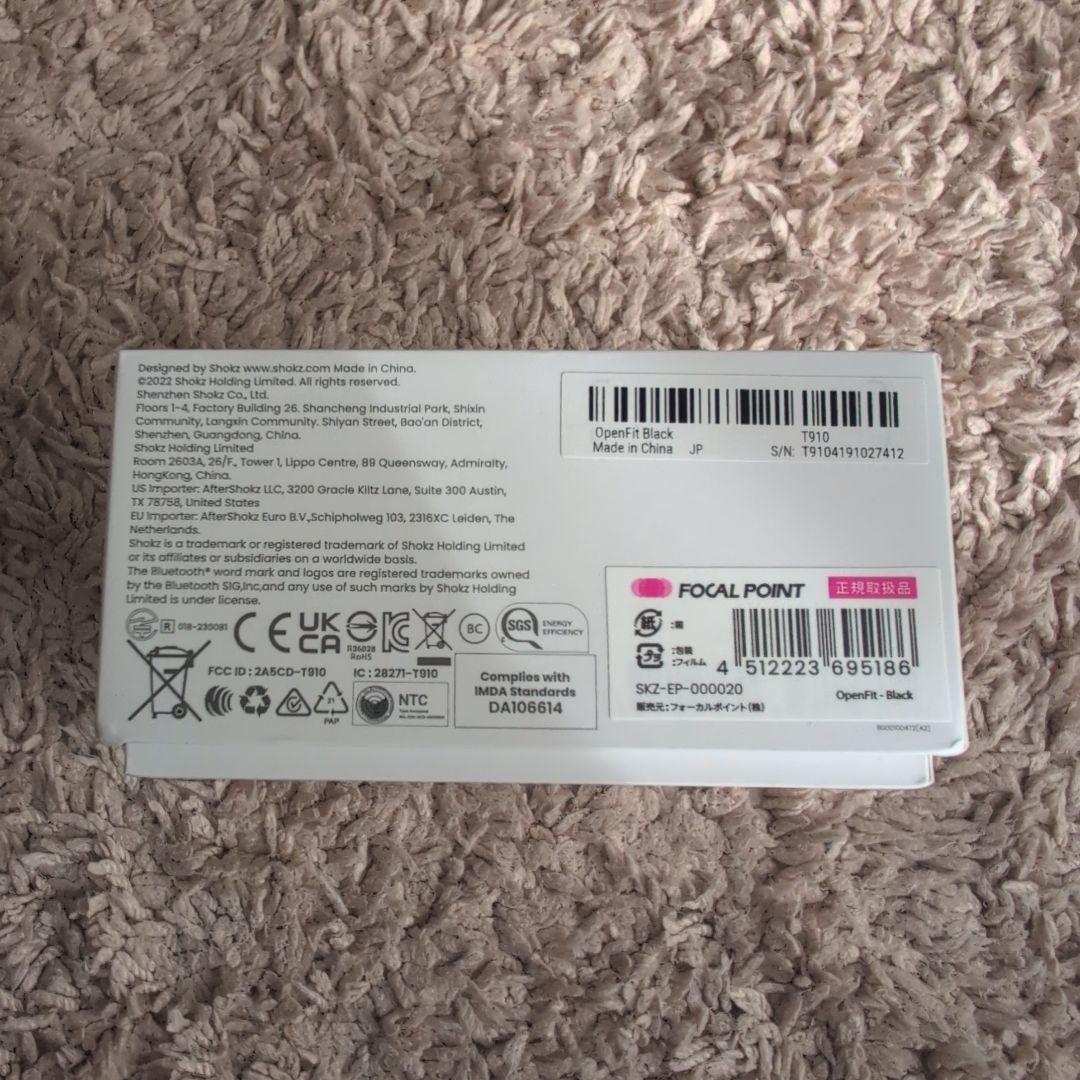 Designed by Shokz www.shokz.com Made in China.
©2022 Shokz Holding Limited. All rights reserved.
Shenzhen Shokz Co., Ltd.
Floors 1-4, Factory Building 26. Shancheng Industrial Park, Shixin
Community, Langxin Community. Shiyan Street, Bao'an District,
Shenzhen, Guangdong, China.
Shokz Holding Limited
Room 2603A, 26/F., Tower 1, Lippo Centre, 89 Queensway, Admiralty,
HongKong, China.
US Importer: AfterShokz LLC, 3200 Gracie Kiltz Lane, Suite 300 Austin,
TX 78758, United States
EU Importer: AfterShokz Euro B.V.,Schipholweg 103, 2316XC Leiden, The
Netherlands.
Shokz is a trademark or registered trademark of Shokz Holding Limited
or its affiliates or subsidiaries on a worldwide basis.
The Bluetooth® word mark and logos are registered trademarks owned
by the Bluetooth SIG,Inc,and any use of such marks by Shokz Holding
Limited is under license.
R 018-230081
CE
UK
CA
R36028
RoHS
BC
SGS
ENERGY
EFFICIENCY
FCC ID : 2A5CD-T910
IC : 28271-T910
21
PAP
NTC
Complies with
IMDA Standards
DA106614
OpenFit Black
T910
Made in China JP
S/N: T9104191027412
FOCAL POINT
正規取扱品
紙
:箱
プラ
:包装
:フィルム
4 512223 695186
SKZ-EP-000020
OpenFit - Black
販売元:フォーカルポイント(株)